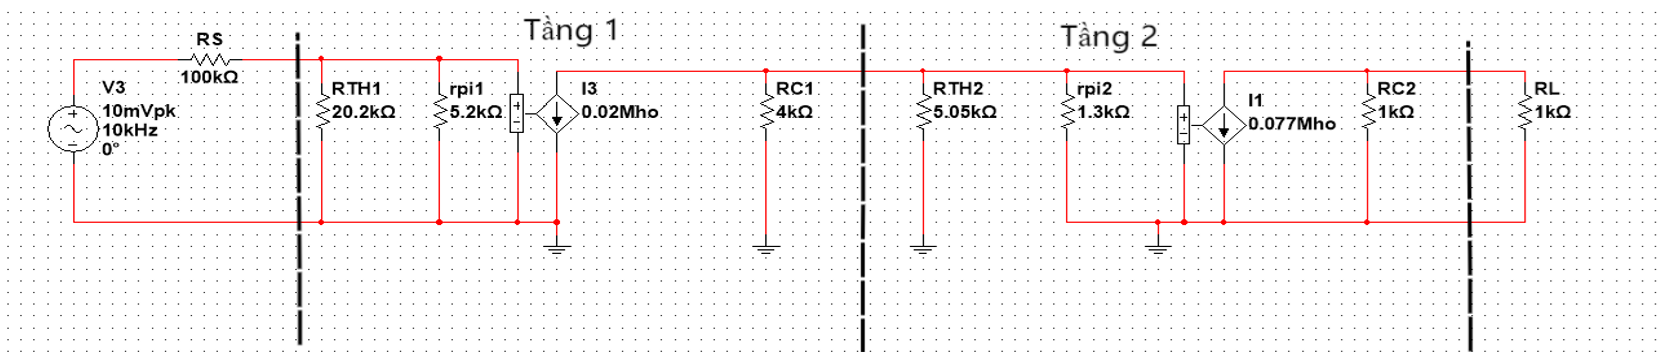 Tầng 1
Tầng 2
RS
100kΩ
V3
10mVpk
10kHz
0°
RTH1
20.2kΩ
rpi1
5.2kΩ
I3
0.02Mho
RC1
4kΩ
RTH2
5.05kΩ
rpi2
1.3kΩ
I1
0.077Mho
RC2
1kΩ
RL
1kΩ